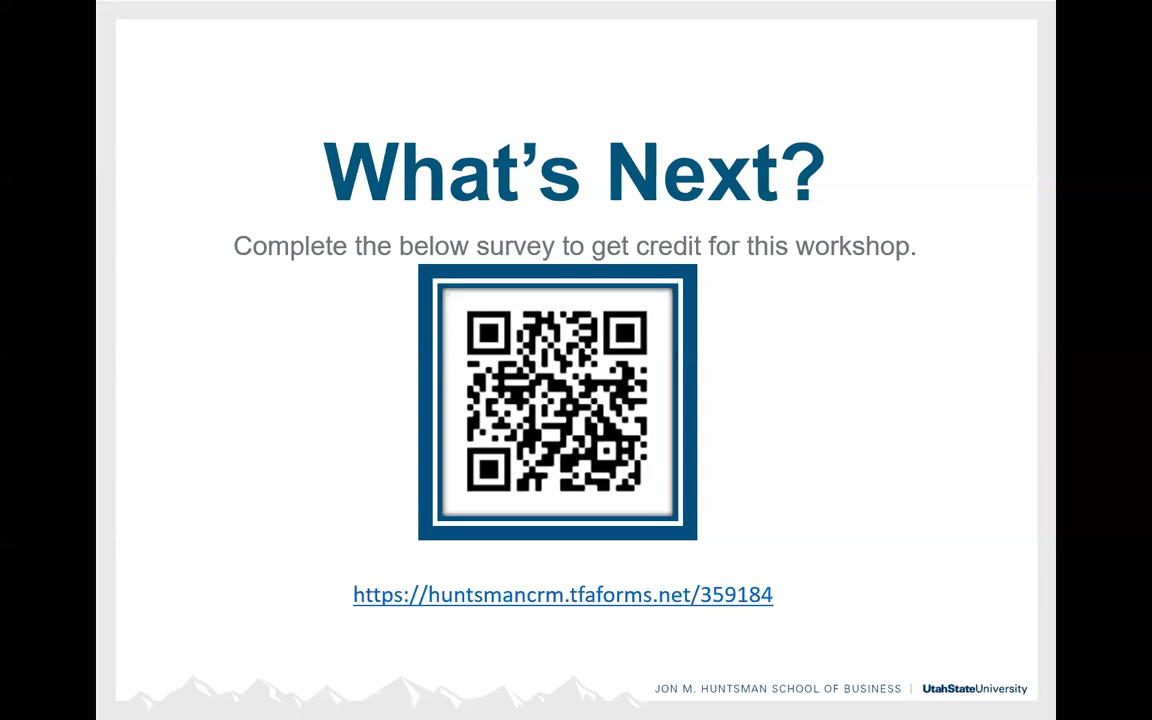 What's Next?
Complete the below survey to get credit for this workshop.
https://huntsmancrm.tfaforms.net/359184
JON M. HUNTSMAN SCHOOL OF BUSINESS | UtahStateUniversity